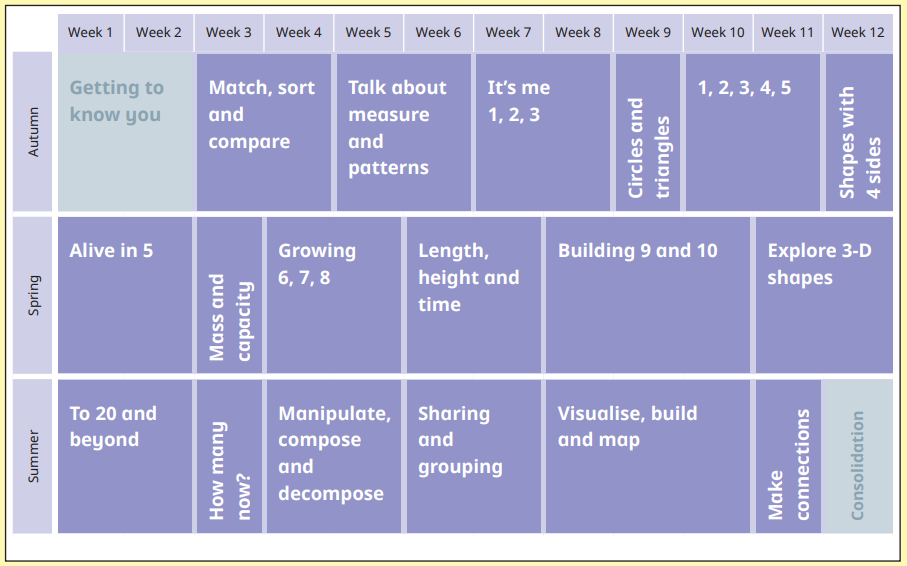 Week 1 Week 2 Week 3 Week 4 Week 5 Week 6 Week 7 Week 8 Week 9 Week 10 Week 11 Week 12
Autumn
Getting to
know you
Match, sort
and
compare
Talk about
measure
and
patterns
It's me
1, 2, 3
Circles and
triangles
1, 2, 3, 4, 5
Shapes with
4 sides
Spring
Alive in 5
Mass and
capacity
Growing
6, 7, 8
Length,
height and
time
Building 9 and 10
Explore 3-D
shapes
Summer
To 20 and
beyond
How many
now?
Manipulate,
compose
and
decompose
Sharing
and
grouping
Visualise, build
and map
Make
connections
Consolidation